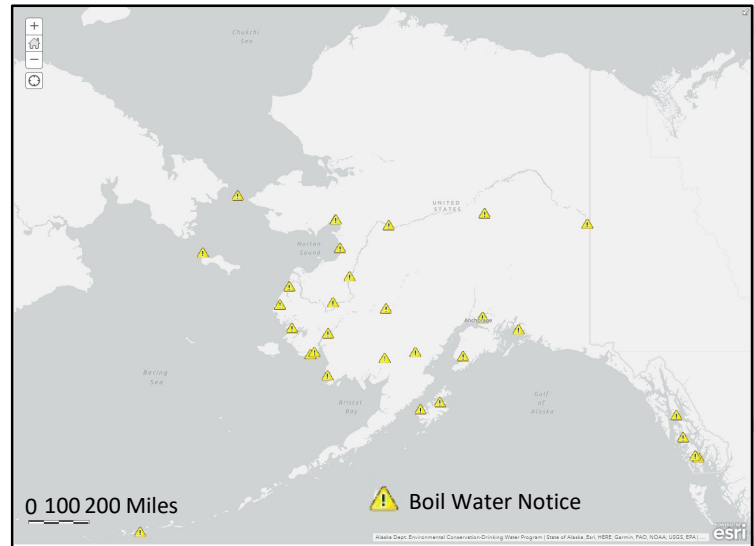 Chukchi
Sea
UNITED
STATES
Norton
Sound
Anchorage
Bering
Sea
Bristol
Bay
Gulf
of
Alaska
0 100 200 Miles
Boil Water Notice
Alaska Dept. Environmental Conservation-Drinking Water Program | State of Alaska, Esri, HERE, Garmin, FAO, NOAA, USGS, EPA | ...
POWERED BY
esri